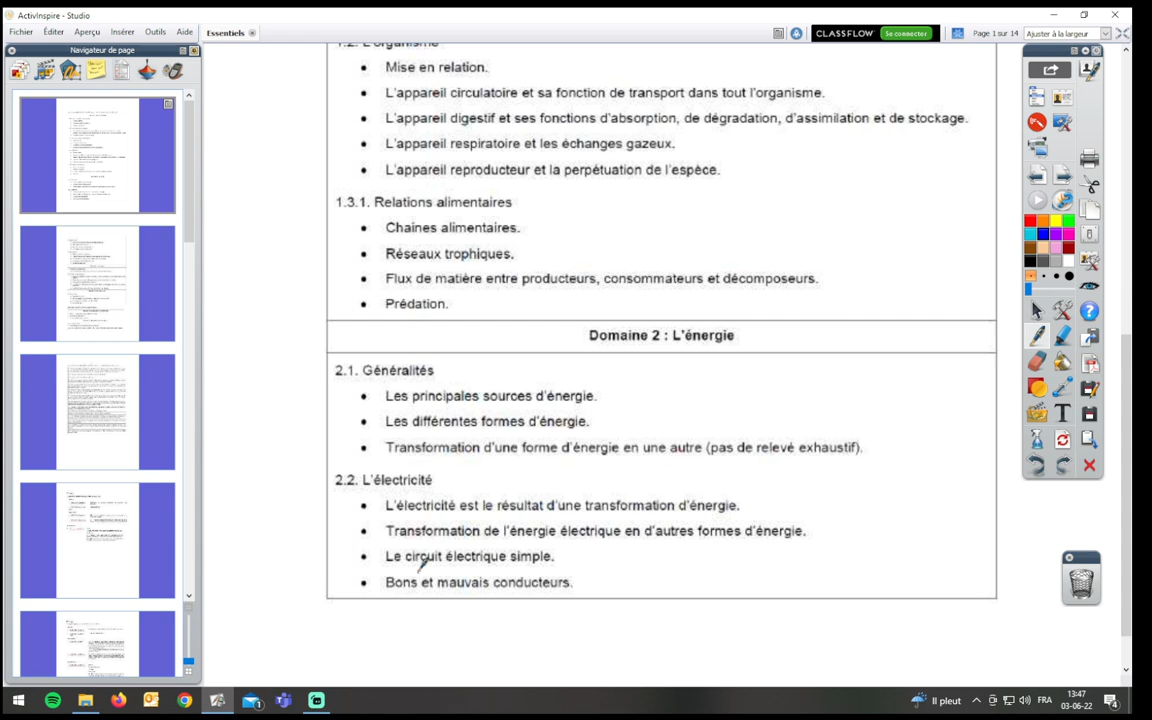 ActivInspire - Studio
Fichier Éditer Aperçu Insérer Outils Aide
Essentiels
CLASSFLOW Se connecter
Page 1 sur 14 Ajuster à la largeur
Navigateur de page
1.2. L'organisme
• Mise en relation.
• L'appareil circulatoire et sa fonction de transport dans tout l'organisme.
• L'appareil digestif et ses fonctions d'absorption, de dégradation, d'assimilation et de stockage.
• L'appareil respiratoire et les échanges gazeux.
• L'appareil reproducteur et la perpétuation de l'espèce.
1.3.1. Relations alimentaires
• Chaines alimentaires.
• Réseaux trophiques.
• Flux de matière entre producteurs, consommateurs et décomposeurs.
• Prédation.
Domaine 2 : L'énergie
2.1. Généralités
• Les principales sources d'énergie.
• Les différentes formes d'énergie.
• Transformation d'une forme d'énergie en une autre (pas de relevé exhaustif).
2.2. L'électricité
• L'électricité est le résultat d'une transformation d'énergie.
• Transformation de l'énergie électrique en d'autres formes d'énergie.
• Le circuit électrique simple.
• Bons et mauvais conducteurs.
Il pleut
FRA
13:47
03-06-22